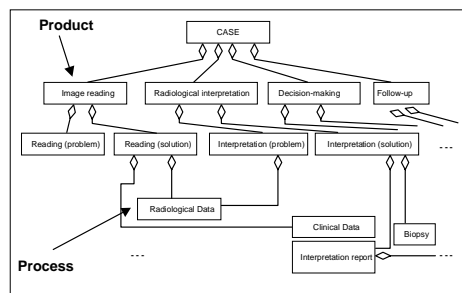 Product
CASE
Image reading
Radiological interpretation
Decision-making
Follow-up
Reading (problem)
Reading (solution)
Interpretation (problem)
Interpretation (solution)
---
Radiological Data
Clinical Data
Biopsy
Process
---
Interpretation report
---